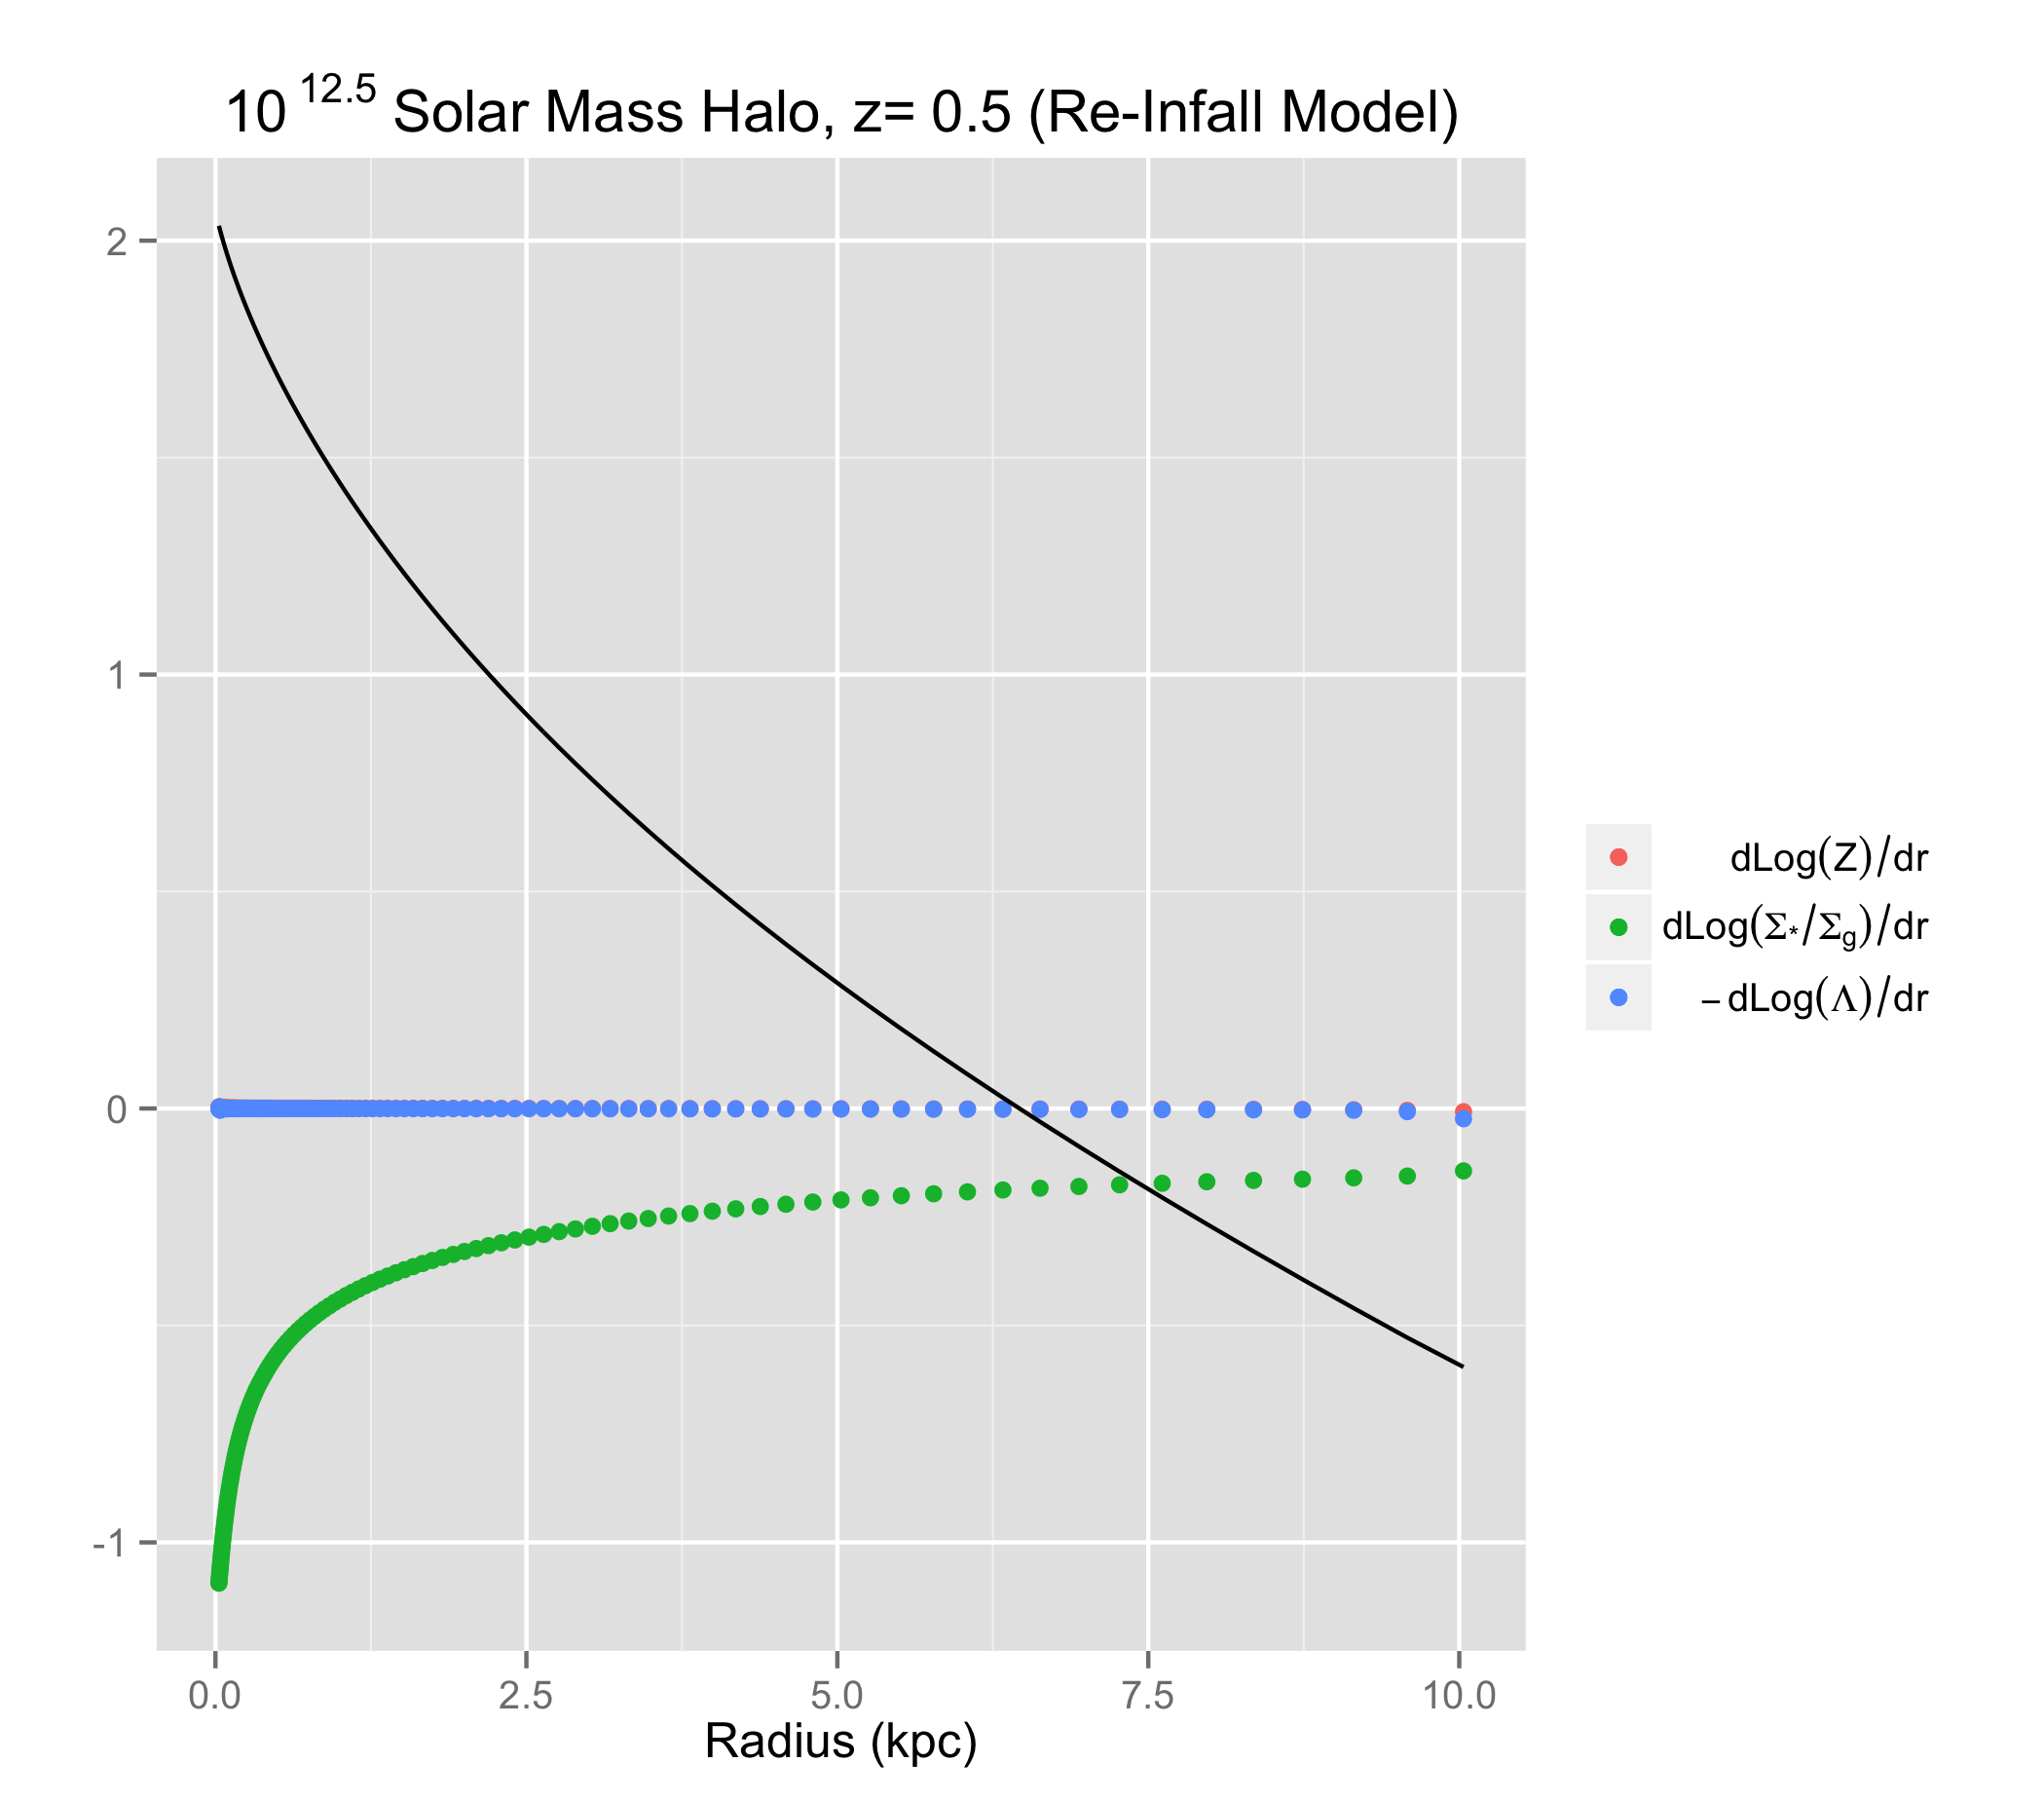 10 12.5 Solar Mass Halo, z= 0.5 (Re-Infall Model)
2
1
0
-1
0.0 2.5 5.0 7.5 10.0
Radius (kpc)
dLog(Z)/dr
dLog(Σ*/Σg)/dr
− dLog(Λ)/dr